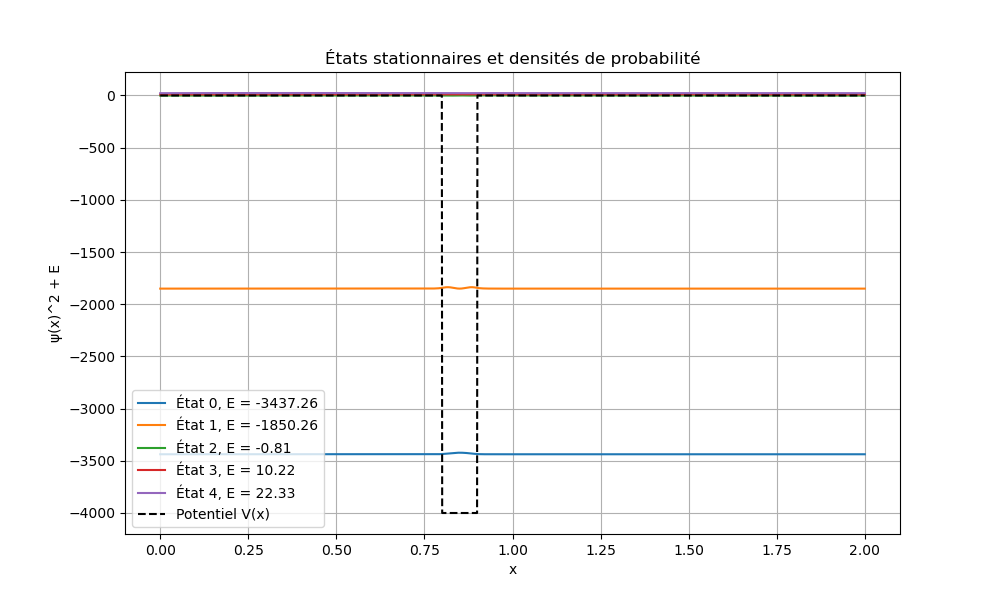 États stationnaires et densités de probabilité
ψ(x)^2 + E
0
−500
−1000
−1500
−2000
−2500
−3000
−3500
−4000
État 0, E = -3437.26
État 1, E = -1850.26
État 2, E = -0.81
État 3, E = 10.22
État 4, E = 22.33
Potentiel V(x)
0.00 0.25 0.50 0.75 1.00 1.25 1.50 1.75 2.00
x